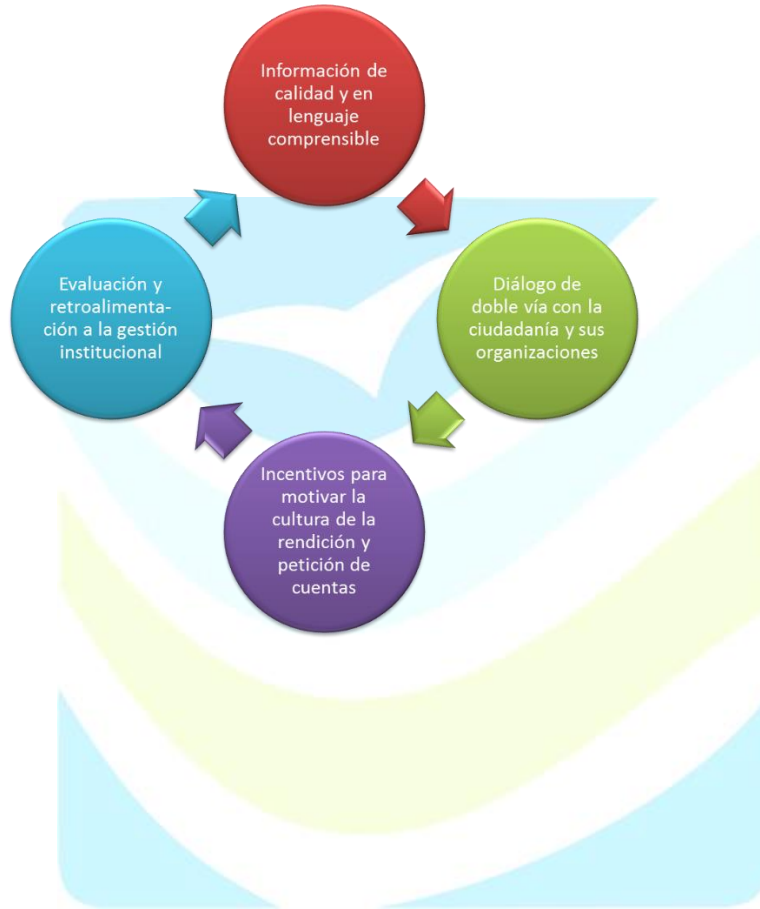 Información de
calidad y en
lenguaje
comprensible
Diálogo de
doble vía con la
ciudadanía y sus
organizaciones
Incentivos para
motivar la
cultura de la
rendición y
petición de
cuentas
Evaluación y
retroalimenta-
ción a la gestión
institucional